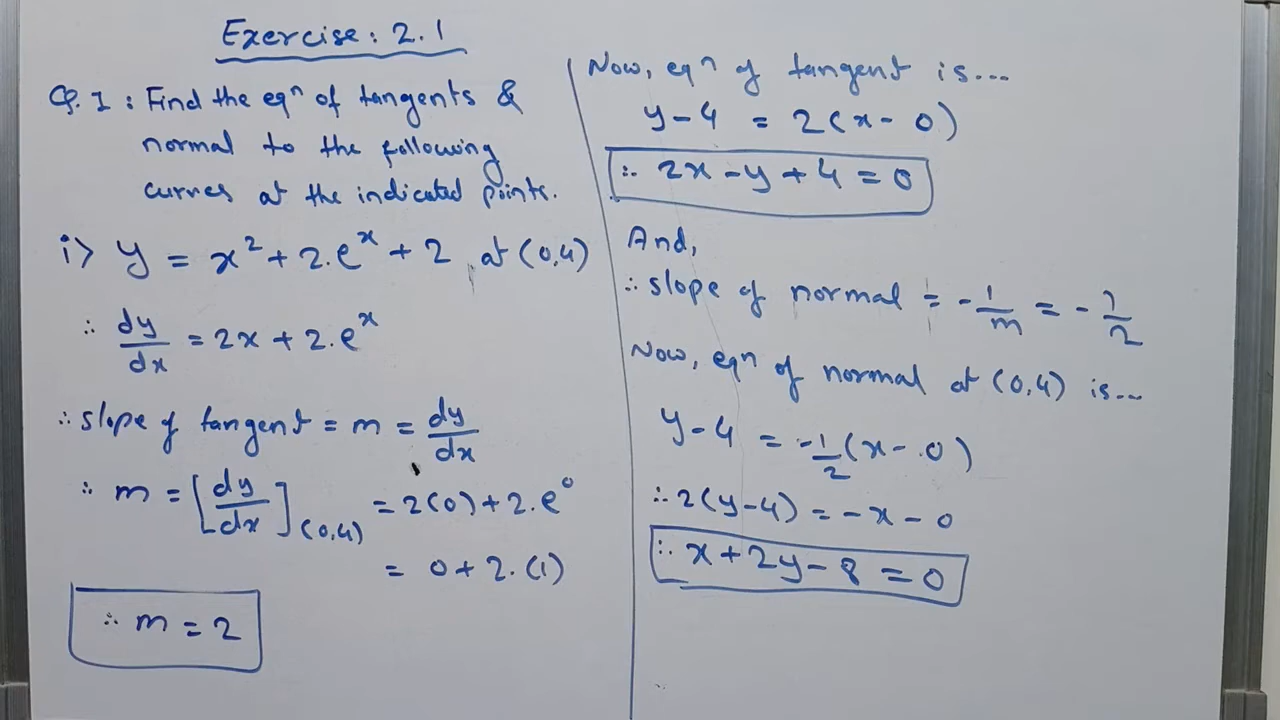 Exercise: 2.1
Q.1: Find the eqⁿ of tangents &
normal to the following
curves at the indicated points.
i> y = x² + 2.eˣ + 2 at (0,4)
∴ dy/dx = 2x + 2.eˣ
∴ slope of tangent = m = dy/dx
∴ m = [dy/dx](0,4) = 2(0) + 2.e⁰
= 0 + 2.(1)
∴ m = 2
Now, eqⁿ of tangent is...
y - 4 = 2(x - 0)
∴ 2x - y + 4 = 0
And,
∴ slope of normal = -1/m = -1/2
Now, eqⁿ of normal at (0,4) is...
y - 4 = -1/2 (x - 0)
∴ 2(y-4) = -x - 0
∴ x + 2y - 8 = 0